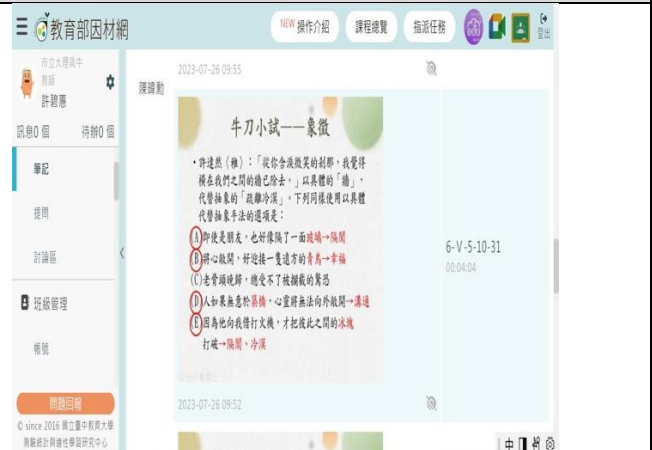 教育部因材網
NEW 操作介紹
課程總覽
指派任務
登出
市立大理高中
教師
許碧惠
訊息0 個
待辦0 個
筆記
提問
討論區
班級管理
帳號
問題回報
© since 2016 國立臺中教育大學
測驗統計與適性學習研究中心
陳暐勳
2023-07-26 09:55
牛刀小試——象徵
•許達然〈牆〉：「從你含淚微笑的剎那，我覺得
橫在我們之間的牆已除去。」以具體的「牆」，
代替抽象的「疏離冷漠」。下列同樣使用以具體
代替抽象手法的選項是：
(A)即使是朋友，也好像隔了一面玻璃→隔閡
(B)將心敞開，好迎接一隻遠方的青鳥→幸福
(C)老曾頭晚歸，總受不了被攔截的驚恐
(D)人如果無意於築橋，心靈將無法向外敞開→溝通
(E)因為他向我借打火機，才把彼此之間的冰塊
打破→隔閡、冷漠
6-Ⅴ-5-10-31
00:04:04
2023-07-26 09:52
中